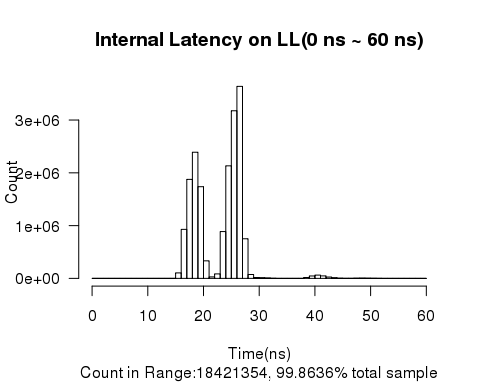 Internal Latency on LL(0 ns ~ 60 ns)
3e+06
2e+06
1e+06
0e+00
Count
0 10 20 30 40 50 60
Time(ns)
Count in Range:18421354, 99.8636% total sample